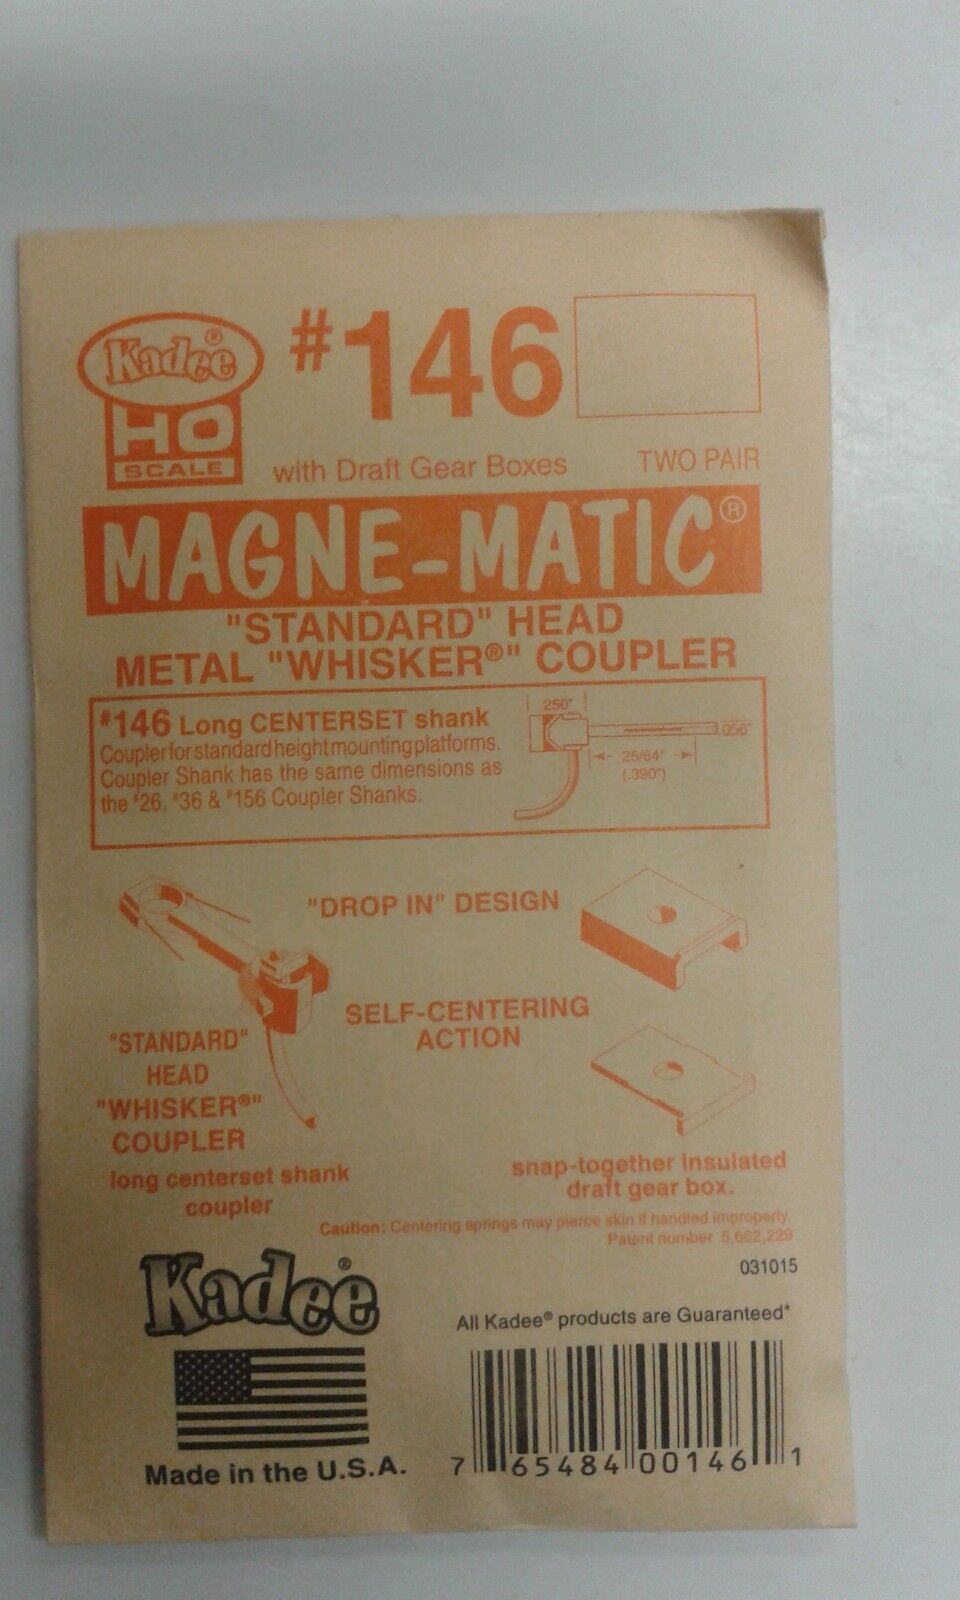 Kadee®
HO
SCALE
#146
with Draft Gear Boxes
TWO PAIR
MAGNE-MATIC®
"STANDARD" HEAD
METAL "WHISKER®" COUPLER
#146 Long CENTERSET shank
Coupler for standard height mounting platforms.
Coupler Shank has the same dimensions as
the #26, #36 & #156 Coupler Shanks.
.250"
.056"
25/64"
(.390")
"DROP IN" DESIGN
SELF-CENTERING
ACTION
"STANDARD"
HEAD
"WHISKER®"
COUPLER
long centerset shank
coupler
snap-together insulated
draft gear box.
Caution: Centering springs may pierce skin if handled improperly.
Patent number 5,662,229
031015
Kadee®
All Kadee® products are Guaranteed*
Made in the U.S.A.
7 65484 00146 1